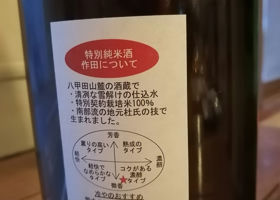 特別純米酒
作田について
八甲田山麓の酒蔵で
・清冽な雪解けの仕込水
・特別契約栽培米100%
・南部流の地元杜氏の技で
生まれました。
芳香
薫りの高い
タイプ
熟成の
タイプ
軽快
濃醇
軽快で
なめらかな
タイプ
コクがある
濃醇
タイプ
微香
冷やのおすすめ